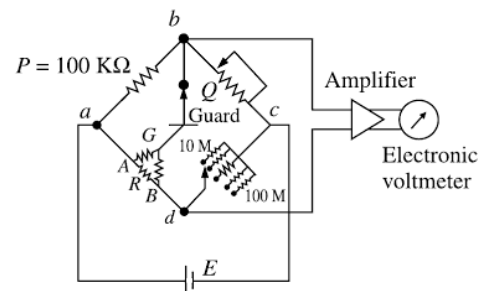 b
P = 100 KΩ
Q
Amplifier
a
c
Guard
G
10 M
A
R
B
100 M
Electronic
voltmeter
d
E